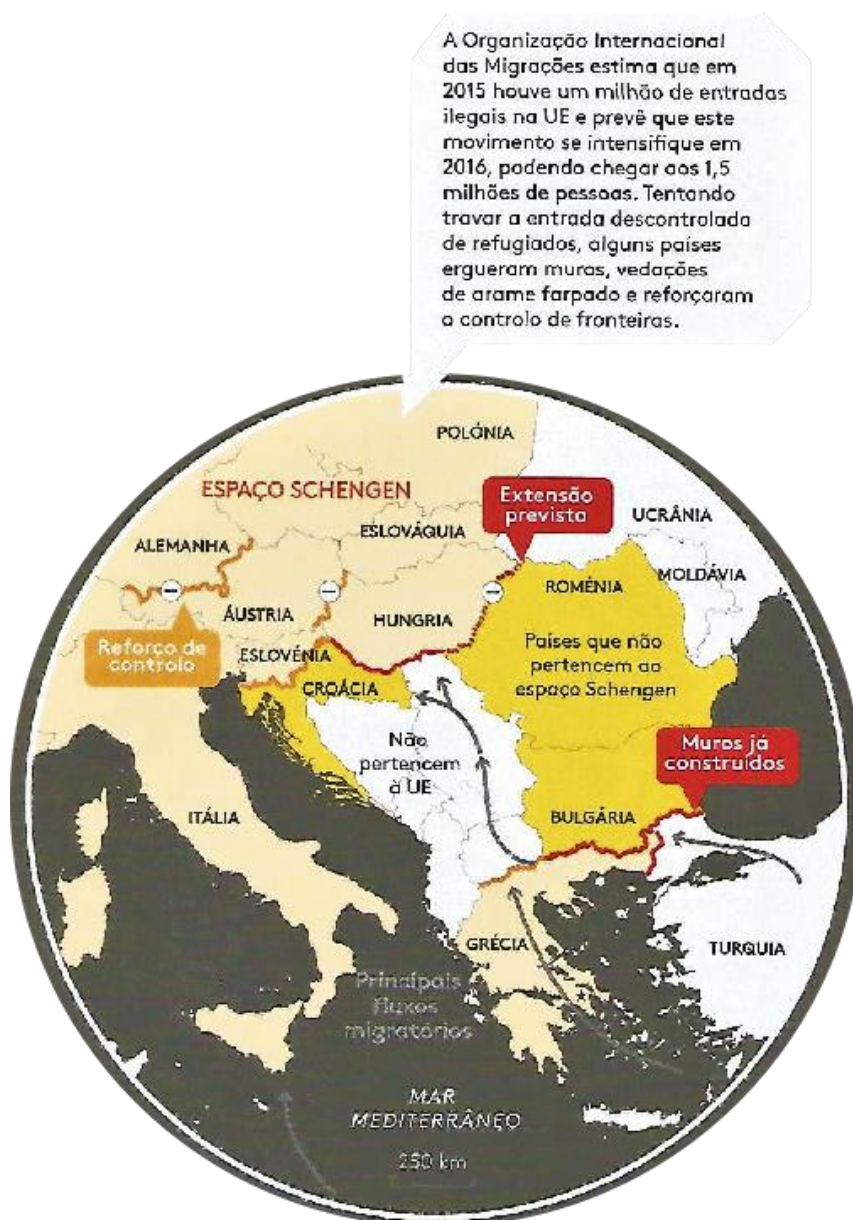 A Organização Internacional
das Migrações estima que em
2015 houve um milhão de entradas
ilegais na UE e prevê que este
movimento se intensifique em
2016, podendo chegar aos 1,5
milhões de pessoas. Tentando
travar a entrada descontrolada
de refugiados, alguns países
ergueram muros, vedações
de arame farpado e reforçaram
o controlo de fronteiras.
POLÓNIA
ESPAÇO SCHENGEN
Extensão
prevista
UCRÂNIA
ESLOVÁQUIA
ALEMANHA
MOLDÁVIA
ROMÉNIA
ÁUSTRIA
HUNGRIA
Reforço de
controlo
ESLOVÉNIA
Países que não
pertencem ao
espaço Schengen
CROÁCIA
Não
pertencem
à UE
Muros já
construídos
ITÁLIA
BULGÁRIA
GRÉCIA
TURQUIA
Principais
fluxos
migratórios
MAR
MEDITERRÂNEO
250 km